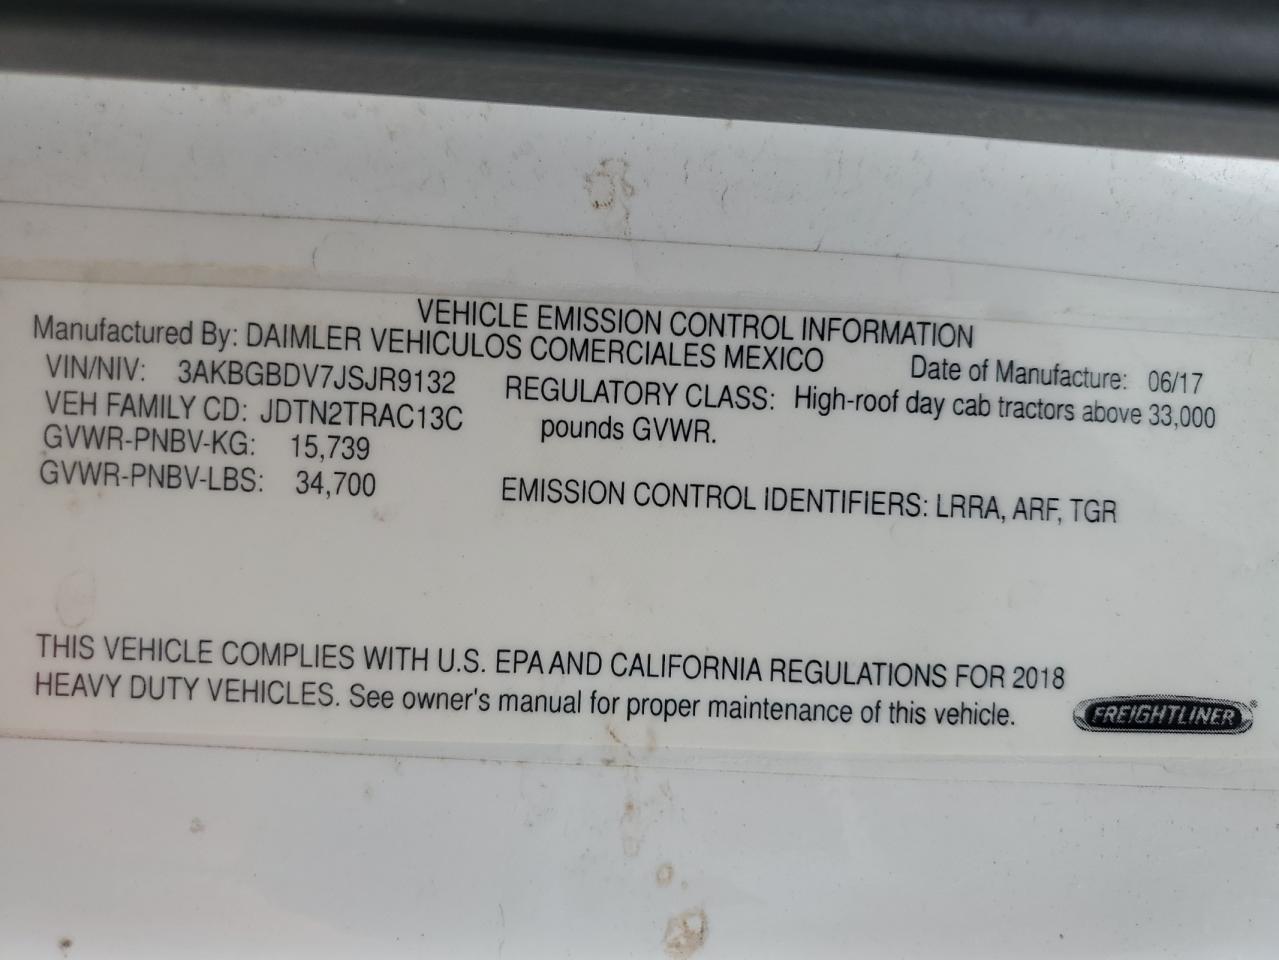 VEHICLE EMISSION CONTROL INFORMATION
Manufactured By: DAIMLER VEHICULOS COMERCIALES MEXICO
Date of Manufacture: 06/17
VIN/NIV: 3AKBGBDV7JSJR9132
VEH FAMILY CD: JDTN2TRAC13C
GVWR-PNBV-KG: 15,739
GVWR-PNBV-LBS: 34,700
REGULATORY CLASS: High-roof day cab tractors above 33,000
pounds GVWR.
EMISSION CONTROL IDENTIFIERS: LRRA, ARF, TGR
THIS VEHICLE COMPLIES WITH U.S. EPA AND CALIFORNIA REGULATIONS FOR 2018
HEAVY DUTY VEHICLES. See owner's manual for proper maintenance of this vehicle.
FREIGHTLINER®